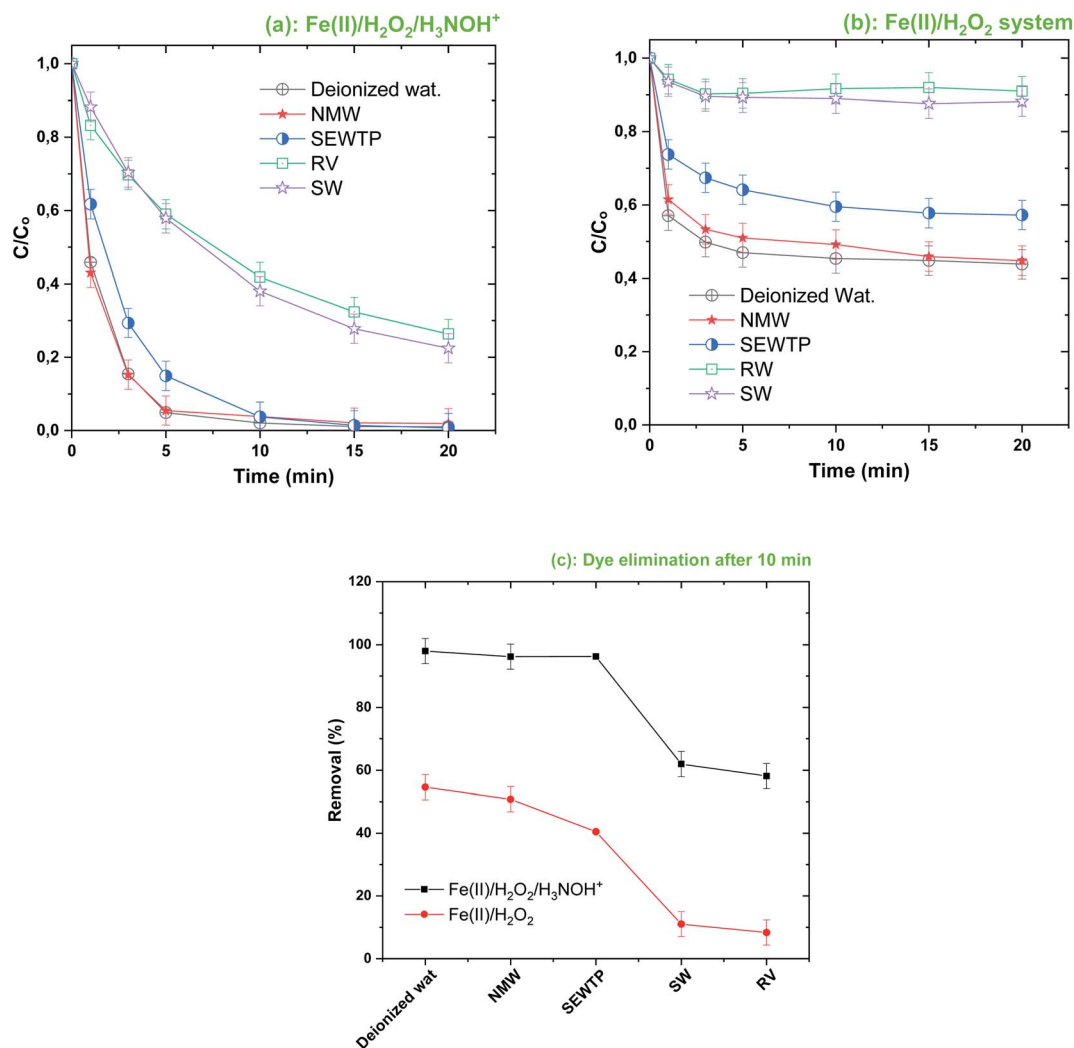 (a): Fe(II)/H₂O₂/H₃NOH⁺
1,0
0,8
0,6
0,4
0,2
0,0
C/Cₒ
Deionized wat.
NMW
SEWTP
RV
SW
0
5
10
15
20
Time (min)
(b): Fe(II)/H₂O₂ system
1,0
0,8
0,6
0,4
0,2
0,0
C/Cₒ
Deionized Wat.
NMW
SEWTP
RW
SW
0
5
10
15
20
Time (min)
(c): Dye elimination after 10 min
120
100
80
60
40
20
0
Removal (%)
Fe(II)/H₂O₂/H₃NOH⁺
Fe(II)/H₂O₂
Deionized wat
NMW
SEWTP
SW
RV